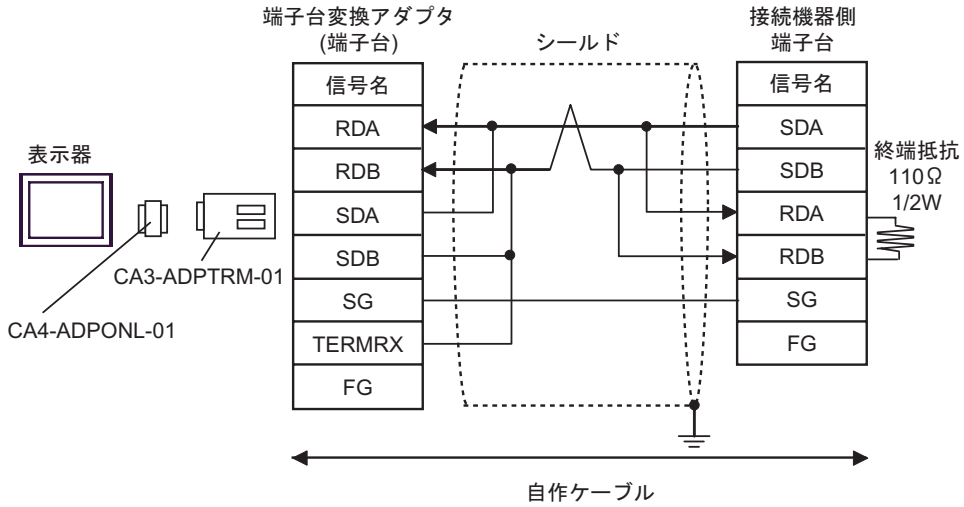 端子台変換アダプタ
(端子台)
シールド
接続機器側
端子台
信号名
RDA
RDB
SDA
SDB
SG
TERMRX
FG
信号名
SDA
SDB
RDA
RDB
SG
FG
終端抵抗
110Ω
1/2W
表示器
CA3-ADPTRM-01
CA4-ADPONL-01
自作ケーブル